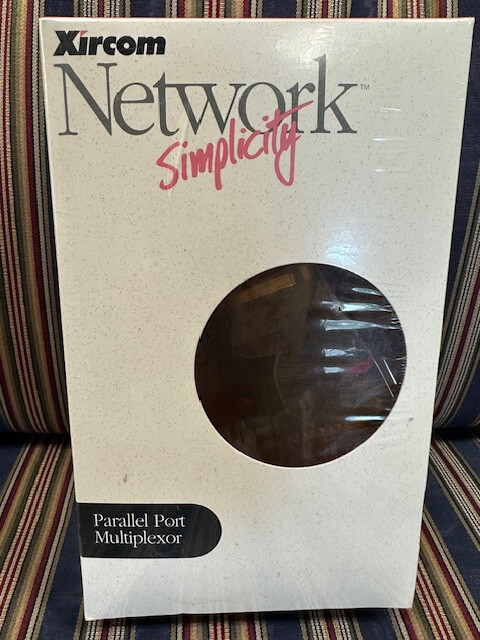 Xircom
Network™
Simplicity
Parallel Port
Multiplexor